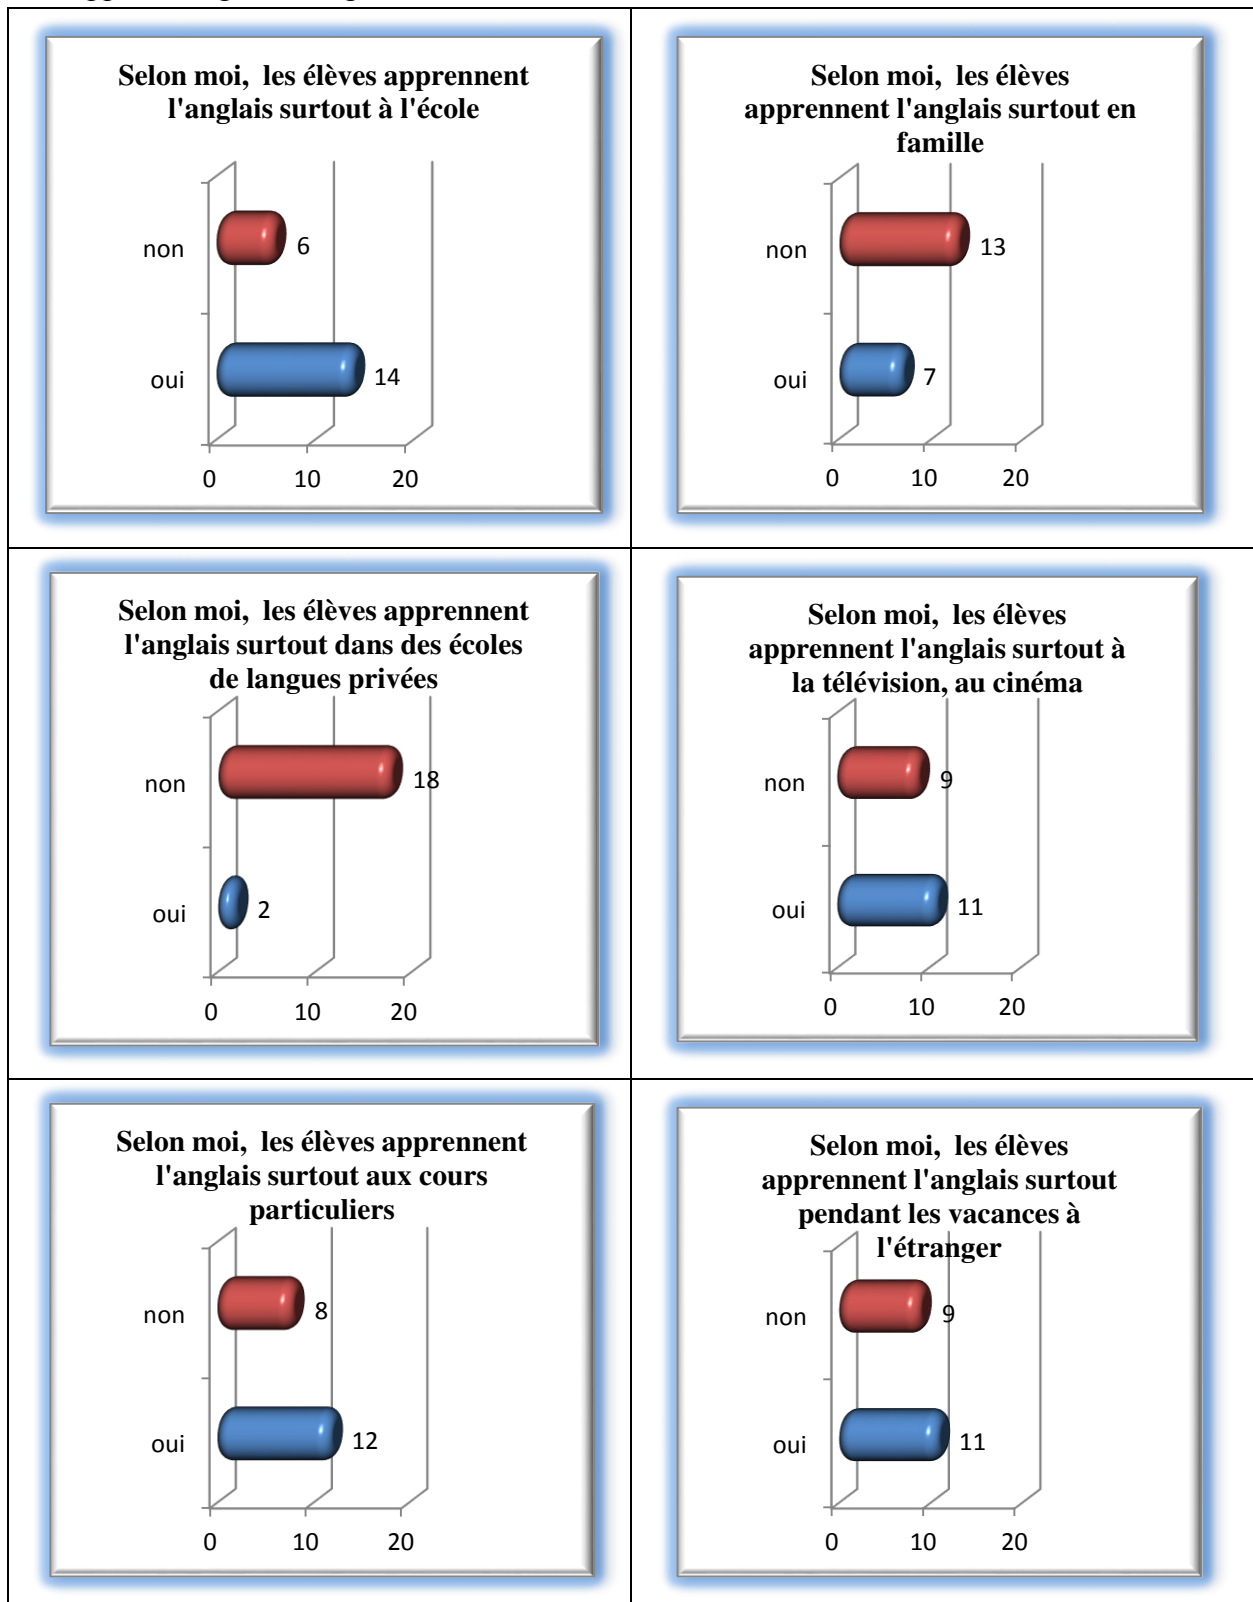 Selon moi, les élèves apprennent
l'anglais surtout à l'école
non
6
oui
14
0 10 20
Selon moi, les élèves
apprennent l'anglais surtout en
famille
non
13
oui
7
0 10 20
Selon moi, les élèves apprennent
l'anglais surtout dans des écoles
de langues privées
non
18
oui
2
0 10 20
Selon moi, les élèves
apprennent l'anglais surtout à
la télévision, au cinéma
non
9
oui
11
0 10 20
Selon moi, les élèves apprennent
l'anglais surtout aux cours
particuliers
non
8
oui
12
0 10 20
Selon moi, les élèves
apprennent l'anglais surtout
pendant les vacances à
l'étranger
non
9
oui
11
0 10 20